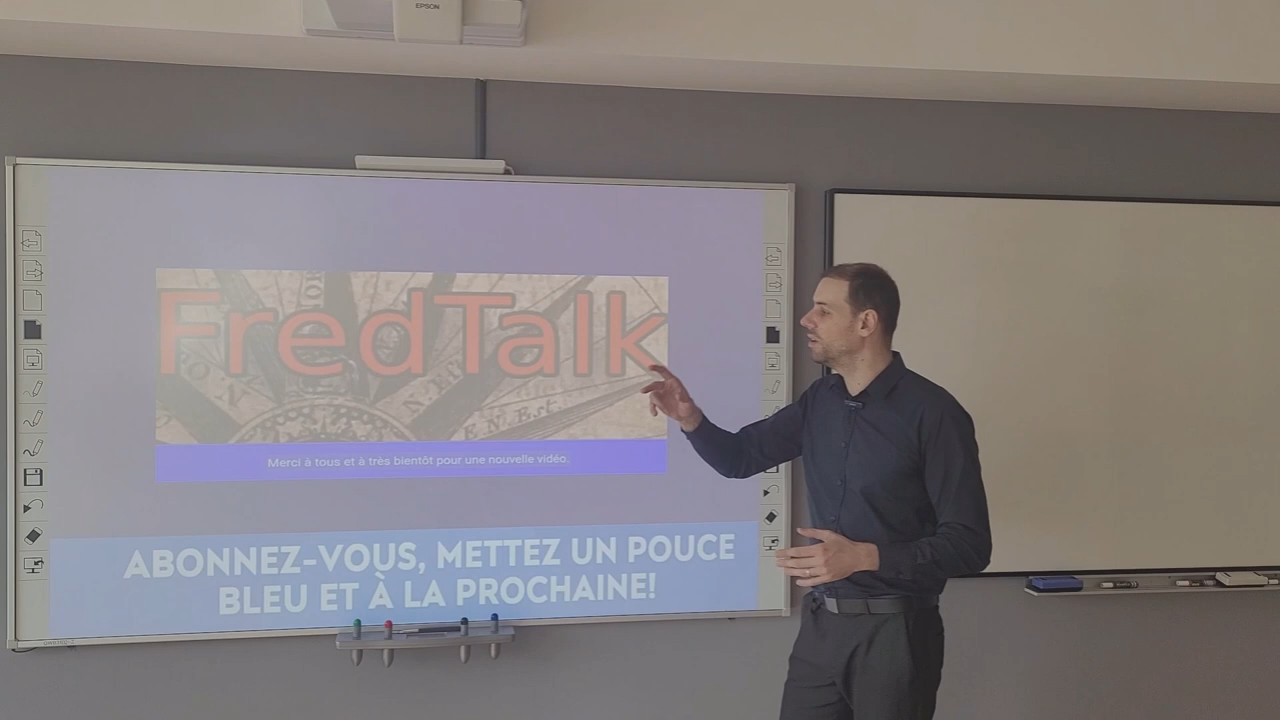 EPSON
FredTalk
E.N.Est.
Merci à tous et à très bientôt pour une nouvelle vidéo.
ABONNEZ-VOUS, METTEZ UN POUCE
BLEU ET À LA PROCHAINE!